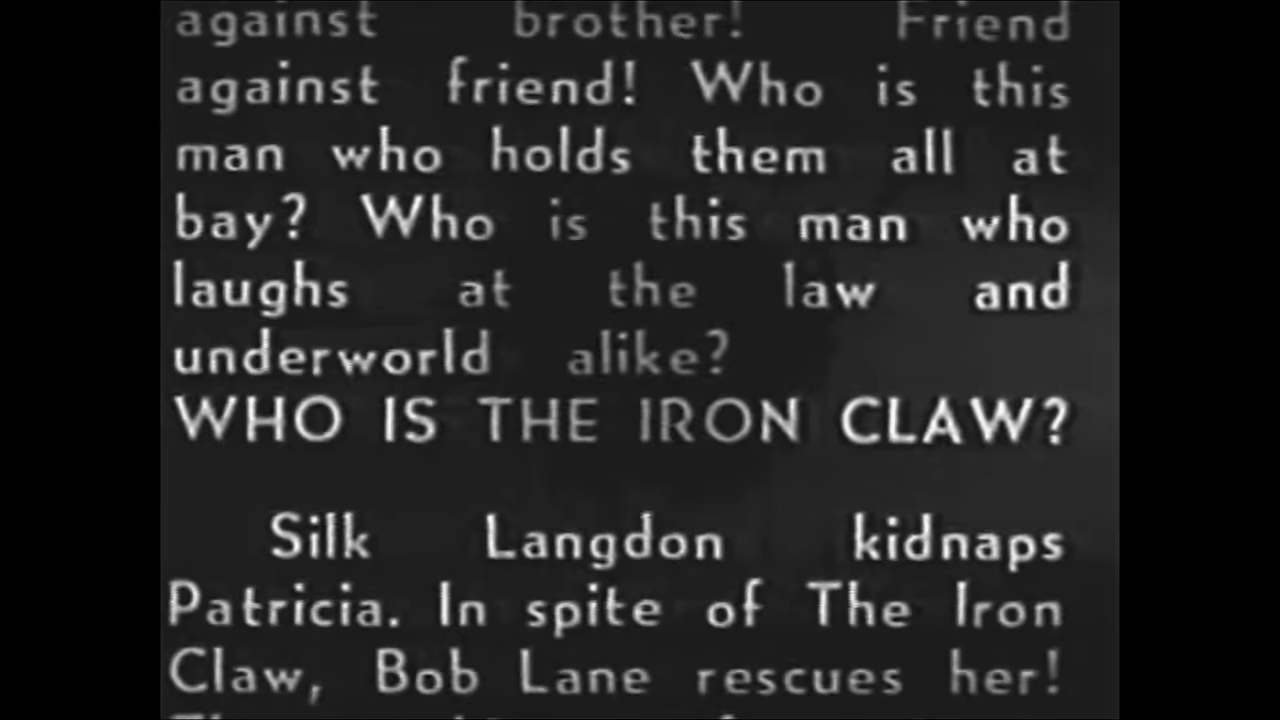 against brother! Friend
against friend! Who is this
man who holds them all at
bay? Who is this man who
laughs at the law and
underworld alike?
WHO IS THE IRON CLAW?
Silk Langdon kidnaps
Patricia. In spite of The Iron
Claw, Bob Lane rescues her!